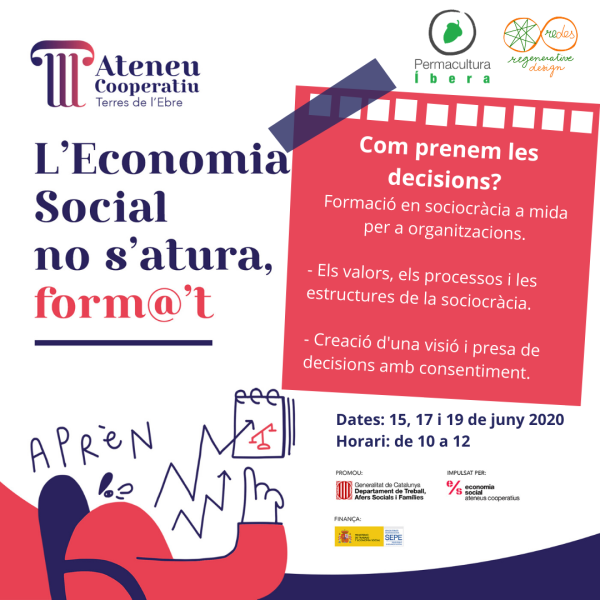 Ateneu
Cooperatiu
Terres de l'Ebre
Permacultura
Íbera
redes
regenerative
design
L'Economia
Social
no s'atura,
form@'t
Com prenem les
decisions?
Formació en sociocràcia a mida
per a organitzacions.
- Els valors, els processos i les
estructures de la sociocràcia.
- Creació d'una visió i presa de
decisions amb consentiment.
APRÈN
Dates: 15, 17 i 19 de juny 2020
Horari: de 10 a 12
PROMOU:
Generalitat de Catalunya
Departament de Treball,
Afers Socials i Famílies
IMPULSAT PER:
e/s
economia
social
ateneus cooperatius
FINANÇA:
SEPE